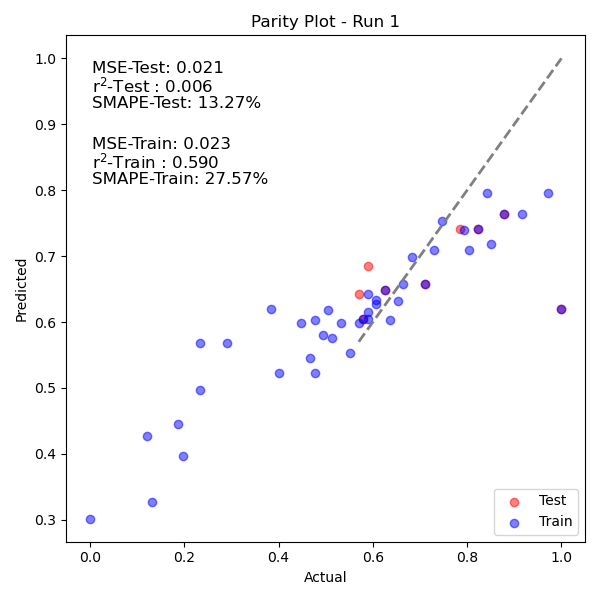 Parity Plot - Run 1
MSE-Test: 0.021
r²-Test : 0.006
SMAPE-Test: 13.27%
MSE-Train: 0.023
r²-Train : 0.590
SMAPE-Train: 27.57%
1.0
0.9
0.8
0.7
0.6
0.5
0.4
0.3
Predicted
Test
Train
0.0 0.2 0.4 0.6 0.8 1.0
Actual